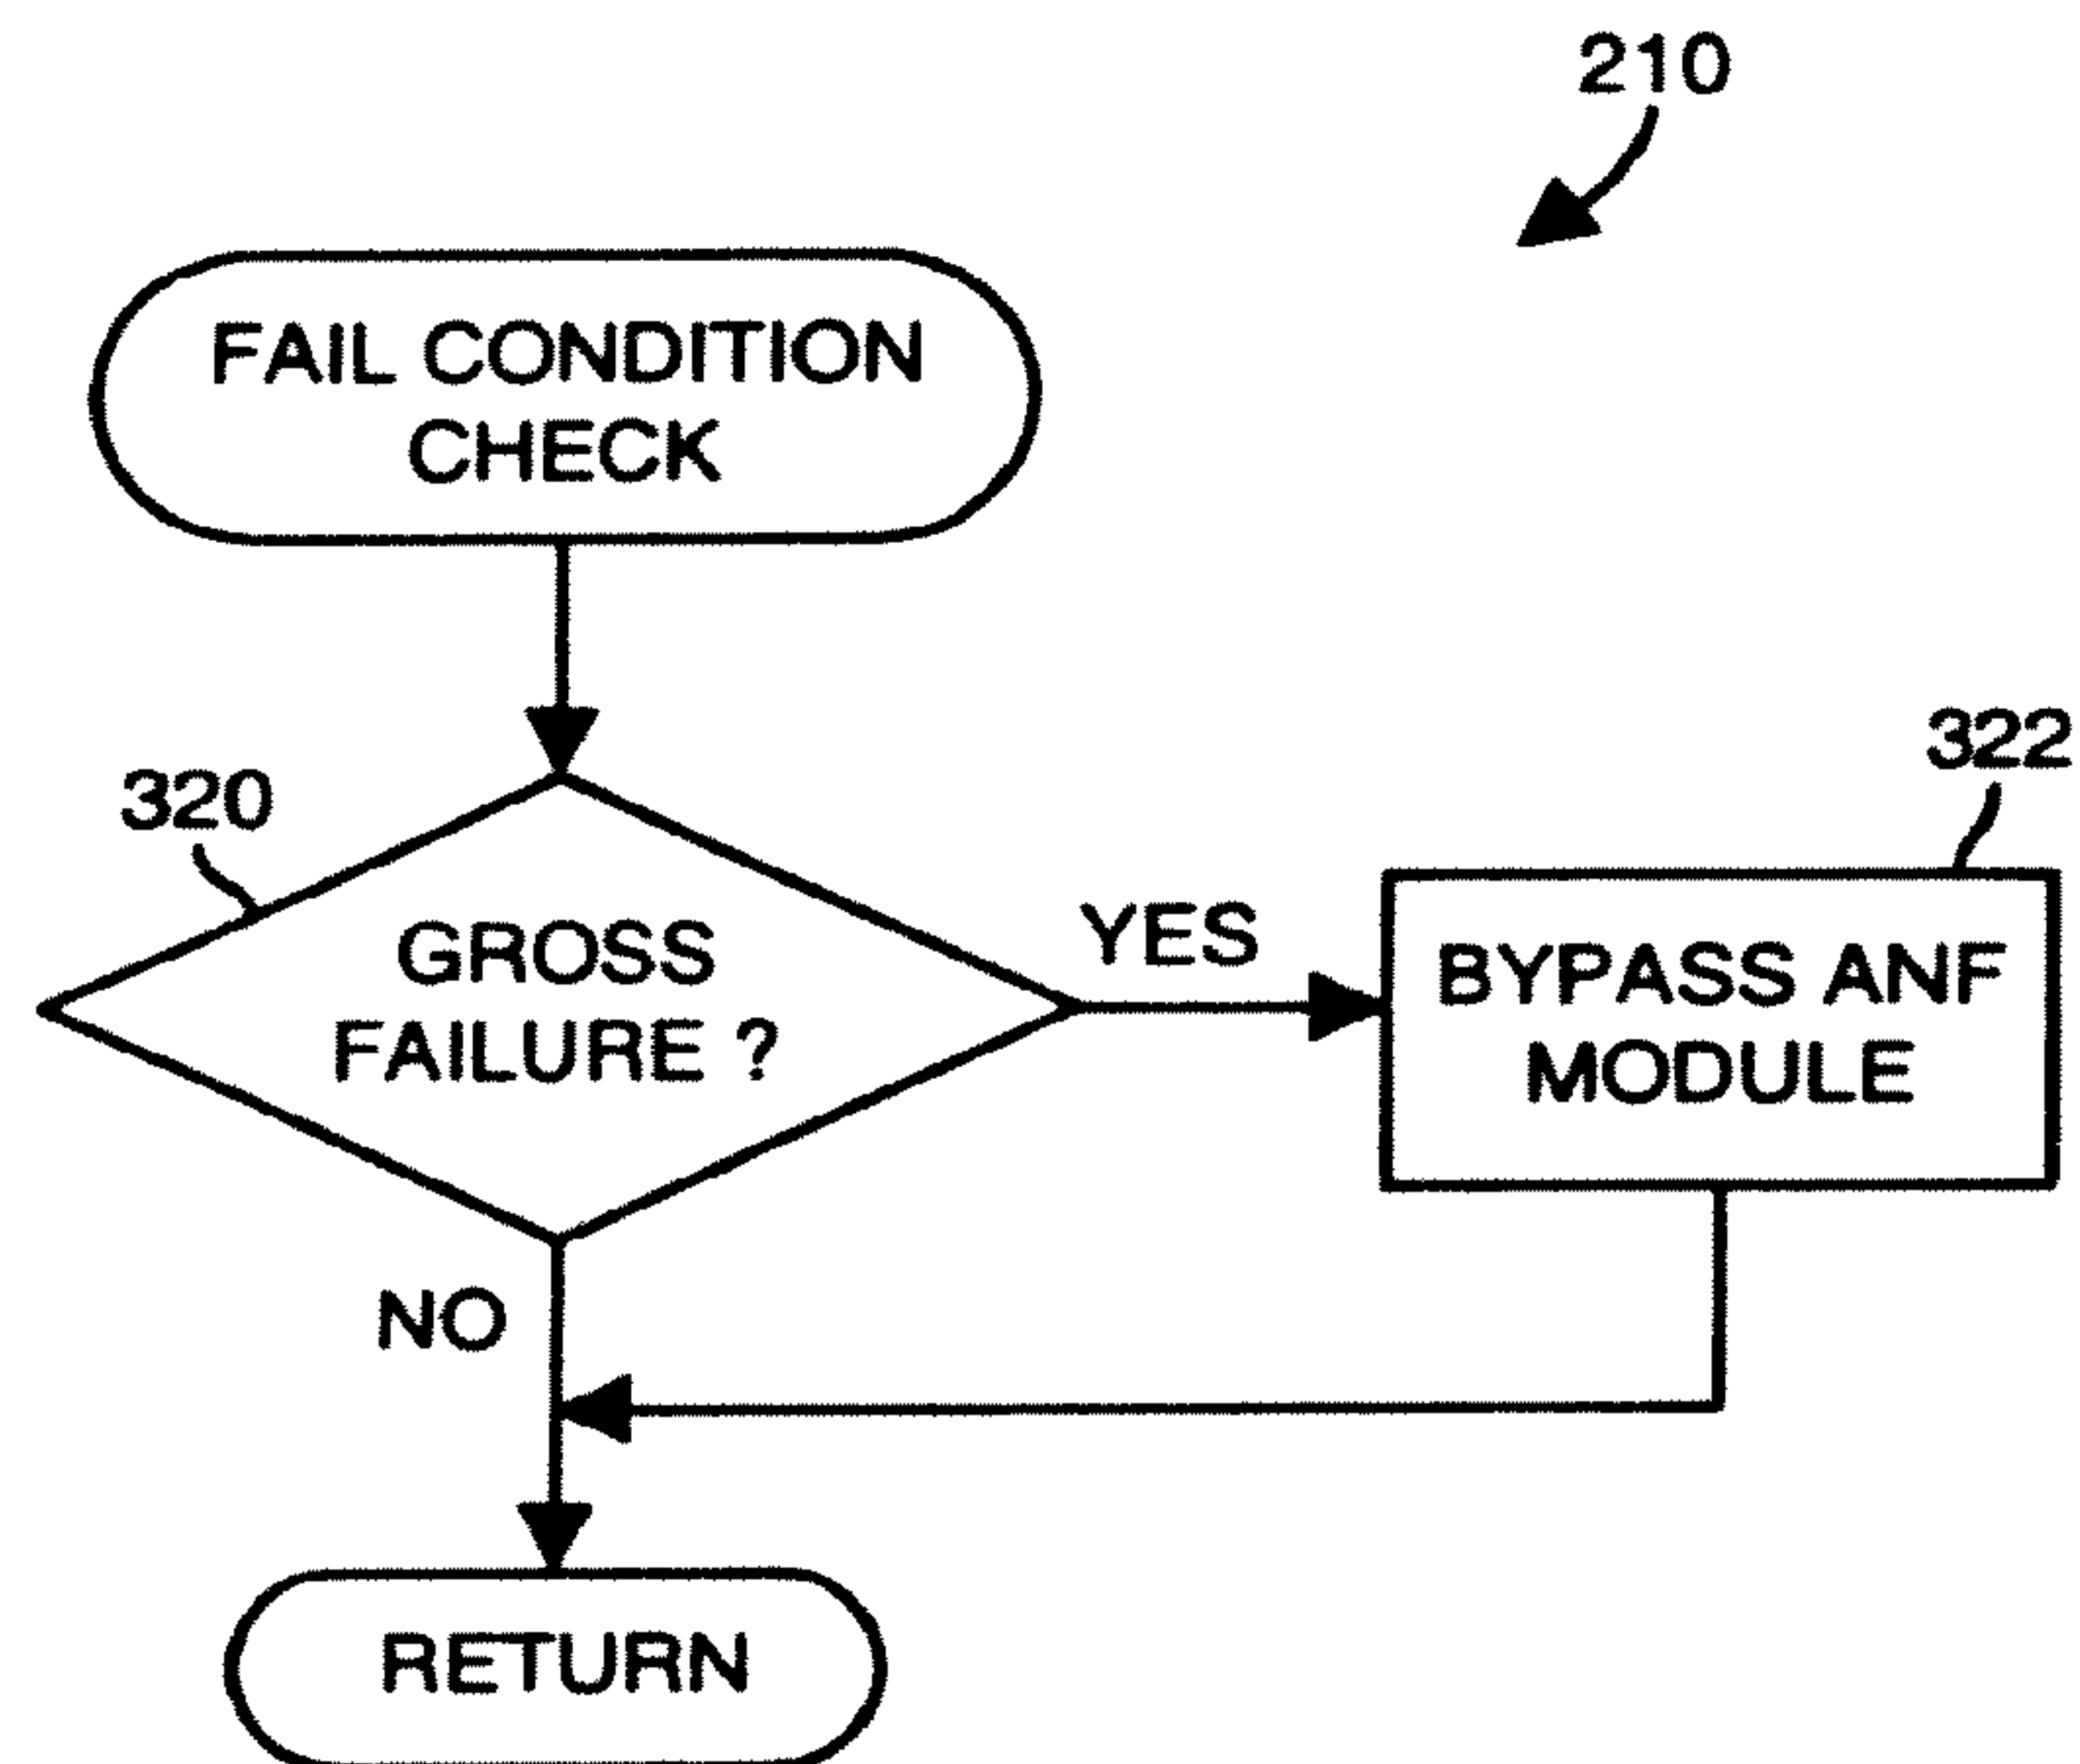 210
FAIL CONDITION
CHECK
320
GROSS
FAILURE ?
YES
322
BYPASS ANF
MODULE
NO
RETURN